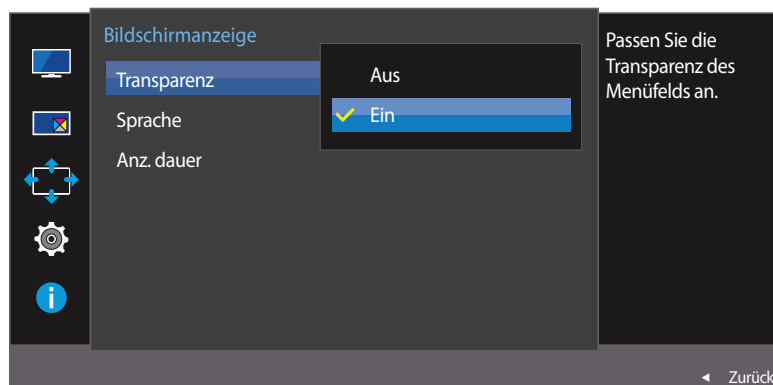 Bildschirmanzeige
Transparenz
Sprache
Anz. dauer
Aus
Ein
Passen Sie die
Transparenz des
Menüfelds an.
Zurück